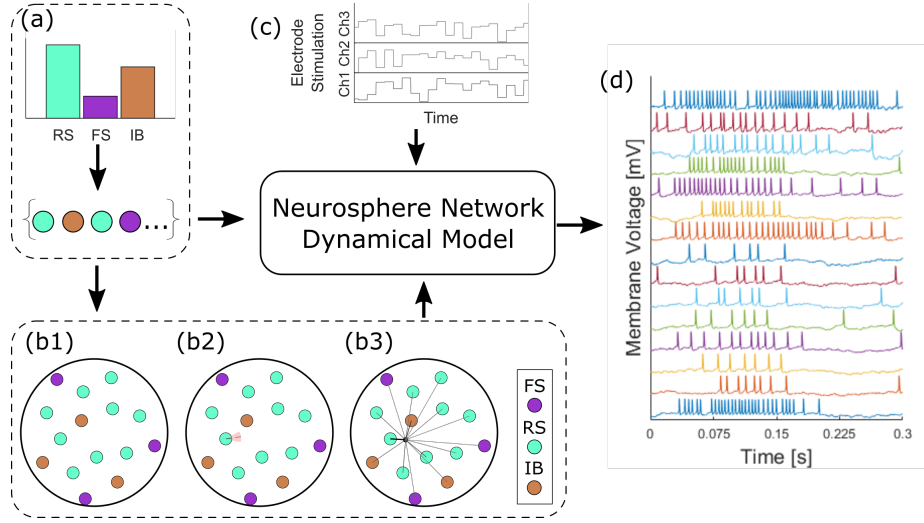 (a)
RS FS IB
...
(c)
Electrode
Stimulation
Ch1 Ch2 Ch3
Time
Neurosphere Network
Dynamical Model
(b1) (b2) (b3)
FS
RS
IB
(d)
Membrane Voltage [mV]
0 0.075 0.15 0.225 0.3
Time [s]